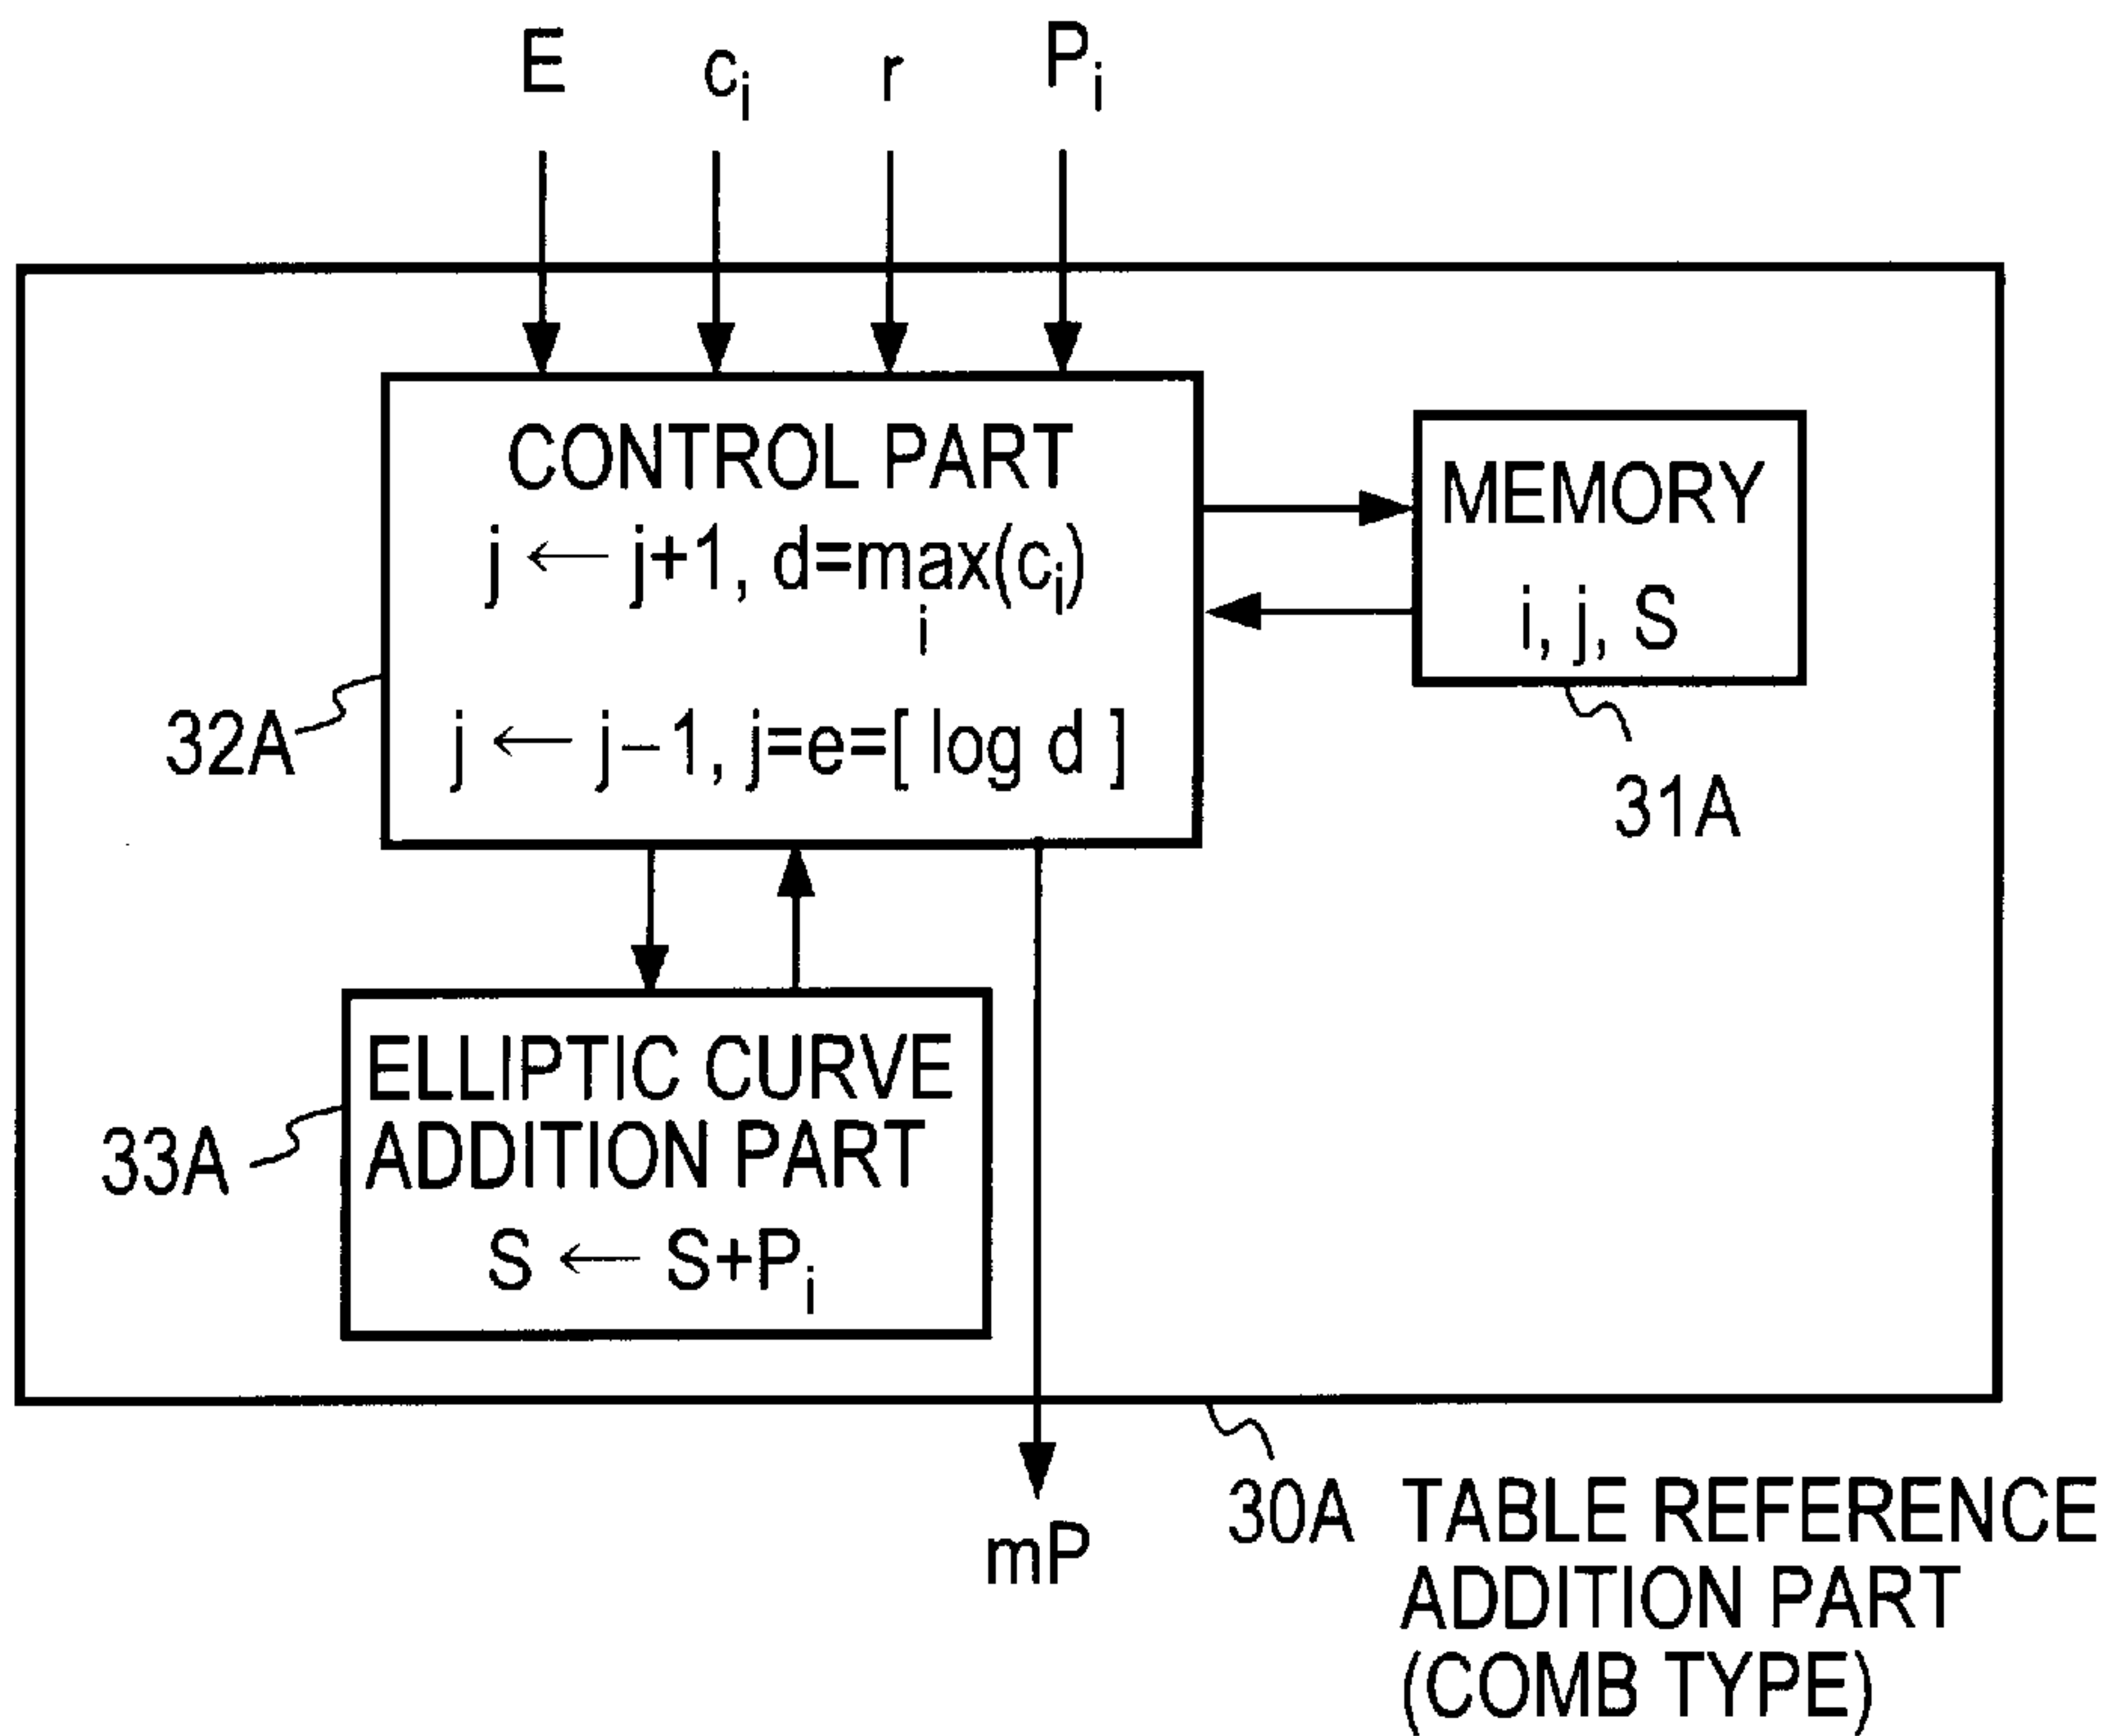 E c_i r P_i
CONTROL PART
j ← j+1, d=max(c_i)
i
j ← j−1, j=e=[ log d ]
MEMORY
i, j, S
32A
31A
ELLIPTIC CURVE
ADDITION PART
S ← S+P_i
33A
mP
30A TABLE REFERENCE
ADDITION PART
(COMB TYPE)